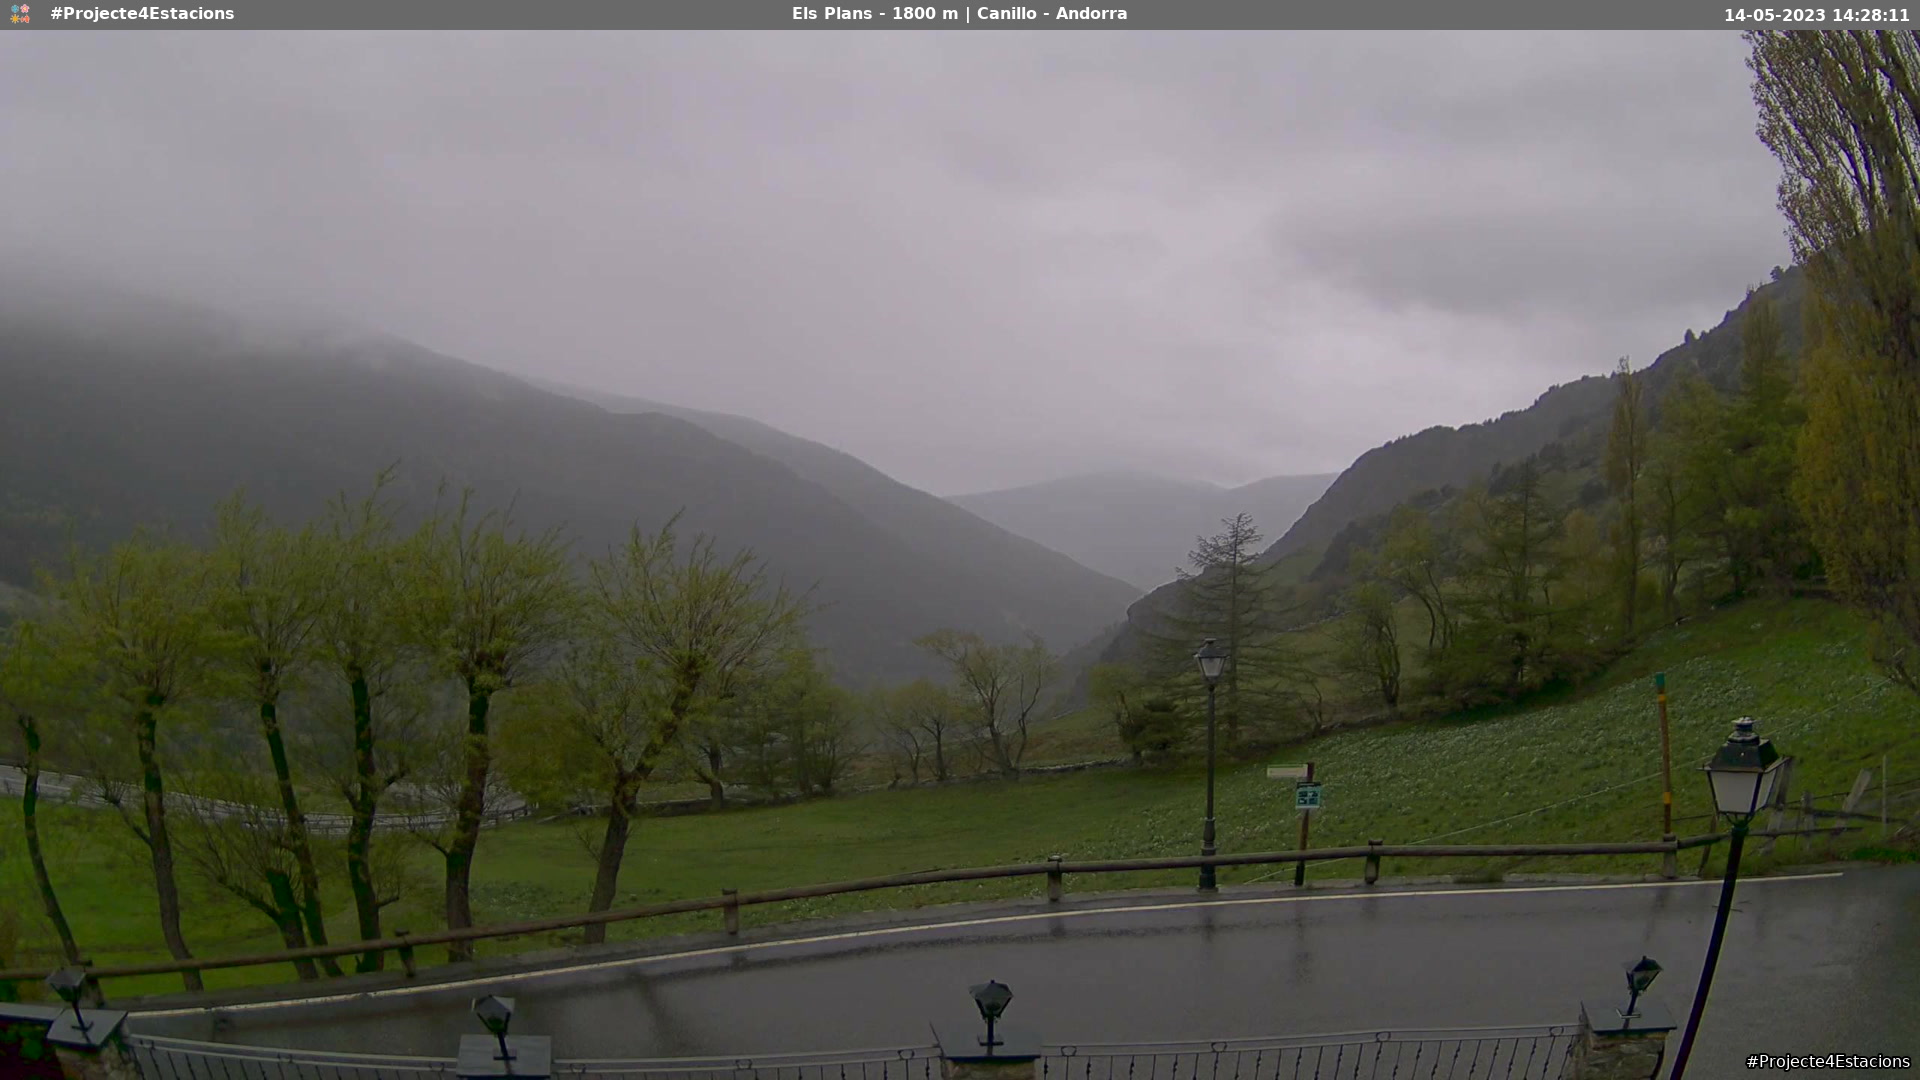 #Projecte4Estacions
Els Plans - 1800 m | Canillo - Andorra
14-05-2023 14:28:11
#Projecte4Estacions